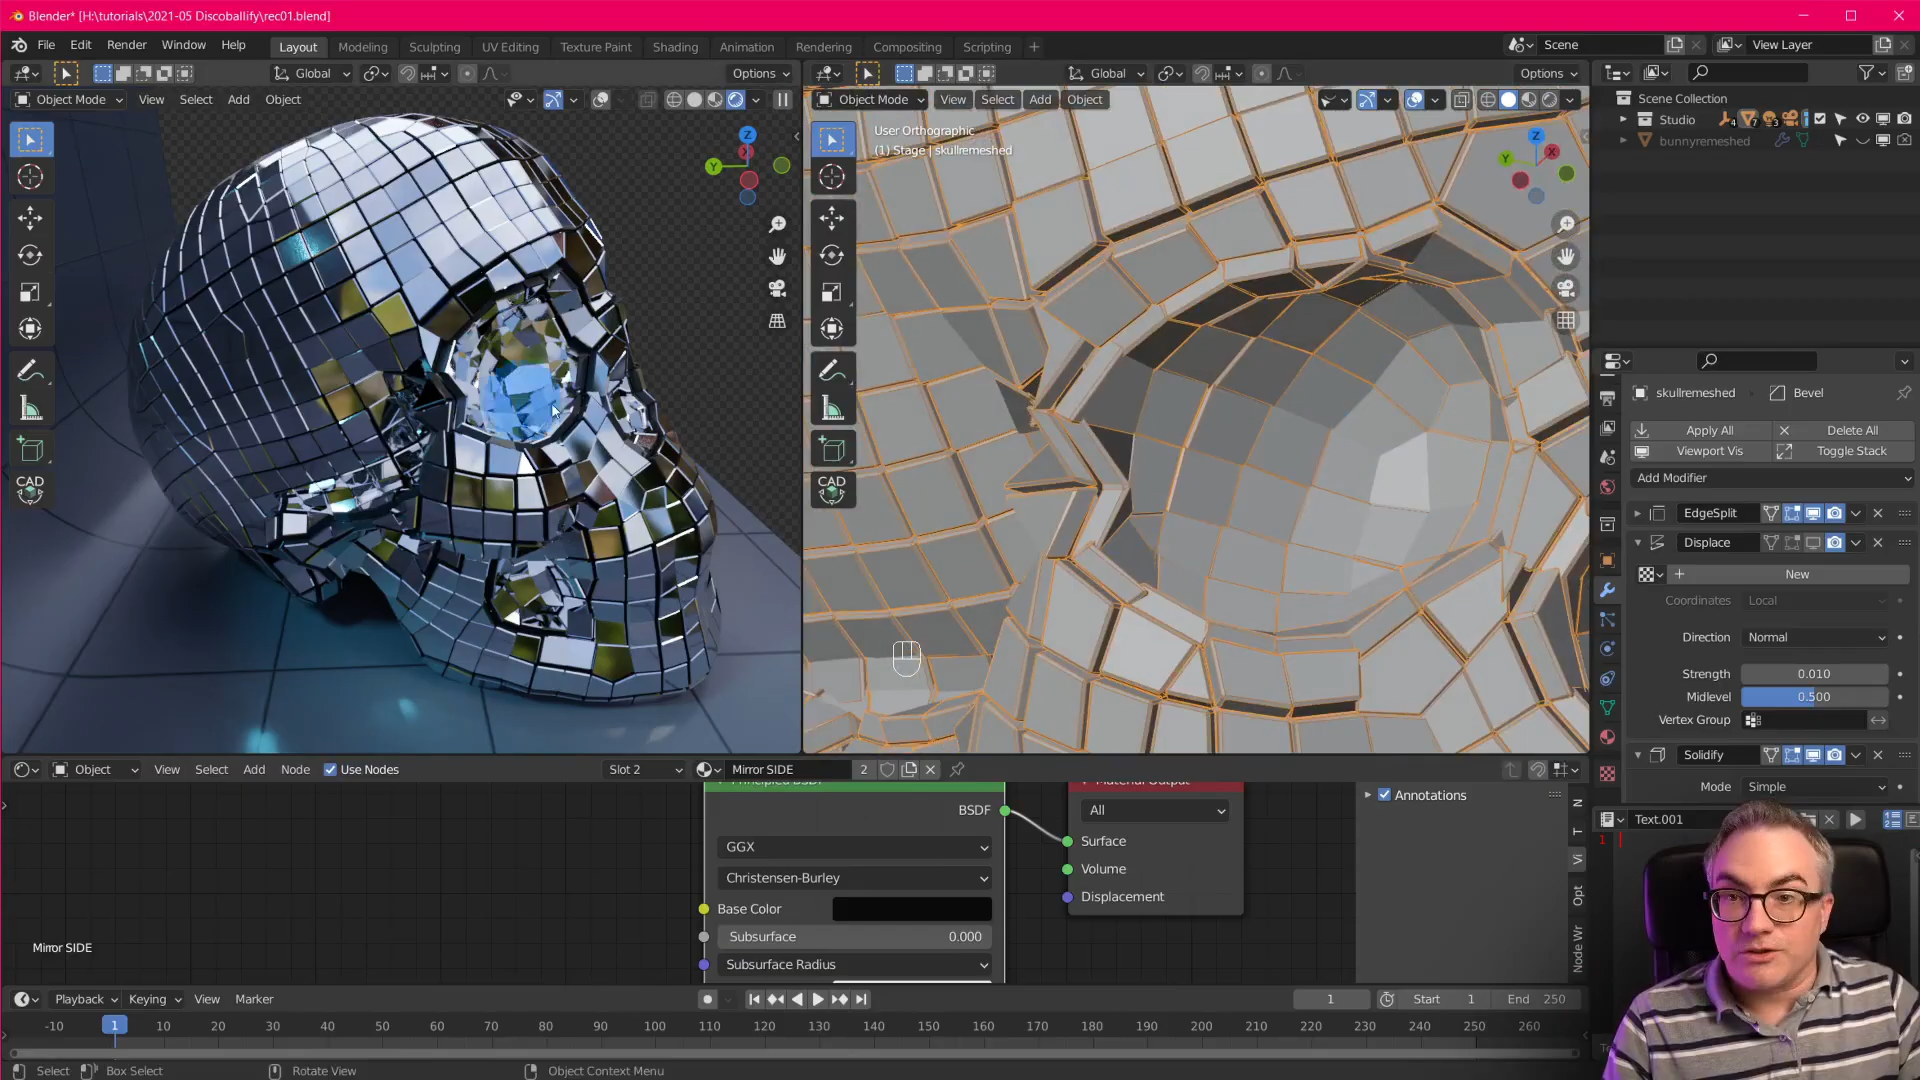 Blender* [H:\tutorials\2021-05 Discoballify\rec01.blend]
File Edit Render Window Help Layout Modeling Sculpting UV Editing Texture Paint Shading Animation Rendering Compositing Scripting + Scene View Layer
Global Options Global Options
Object Mode View Select Add Object Object Mode View Select Add Object
Scene Collection
Studio 4 7 3
bunnyremeshed
User Orthographic
(1) Stage | skullremeshed
Z
Y
Z
Y X
CAD
CAD
skullremeshed Bevel
Apply All Delete All
Viewport Vis Toggle Stack
Add Modifier
EdgeSplit
Displace
New
Coordinates Local
Direction Normal
Strength 0.010
Midlevel 0.500
Vertex Group
Solidify
Mode Simple
Object View Select Add Node Use Nodes Slot 2 Mirror SIDE 2
BSDF
GGX
Christensen-Burley
Base Color
Subsurface 0.000
Subsurface Radius
All
Surface
Volume
Displacement
Annotations
N
T
Vi
Opt
Node Wr
Text.001
1
Mirror SIDE
Playback Keying View Marker 1 Start 1 End 250
-10 1 10 20 30 40 50 60 70 80 90 100 110 120 130 140 150 160 170 180 190 200 210 220 230 240 250 260
Select Box Select Rotate View Object Context Menu